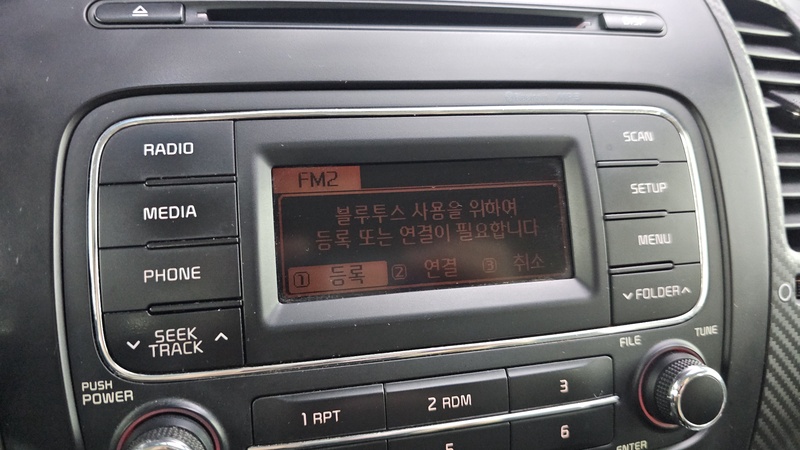 RADIO
MEDIA
PHONE
SEEK
TRACK
PUSH
POWER
FM2
블루투스 사용을 위하여
등록 또는 연결이 필요합니다
① 등록 ② 연결 ③ 취소
SCAN
SETUP
MENU
FOLDER
FILE
TUNE
1 RPT
2 RDM
3
5
6
ENTER